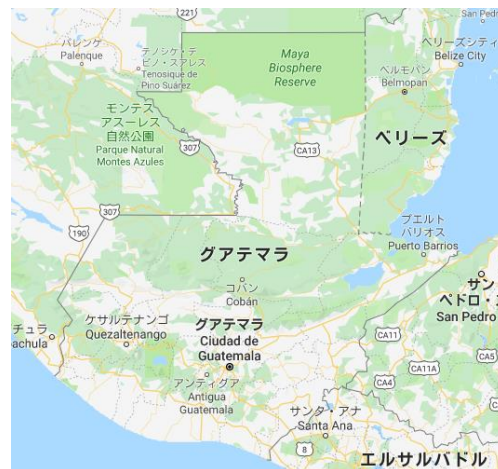 221
San Pedro
パレンケ
Palenque
テノシケ・デ
ピノ・スアレス
Tenosique de
Pino Suárez
Maya
Biosphere
Reserve
ベリーズシティ
Belize City
ベルモパン
Belmopan
モンテス
アスーレス
自然公園
Parque Natural
Montes Azules
307
CA13
ベリーズ
307
190
プエルト
バリオス
Puerto Barrios
グアテマラ
コバン
Cobán
サン
ペドロ・ス
San Pedro
ケサルテナンゴ
Quezaltenango
グアテマラ
Ciudad de
Guatemala
チュラ
achula
CA11
CA5
CA11A
CA4
アンティグア
Antigua
Guatemala
サンタ・アナ
Santa Ana
8
エルサルバドル